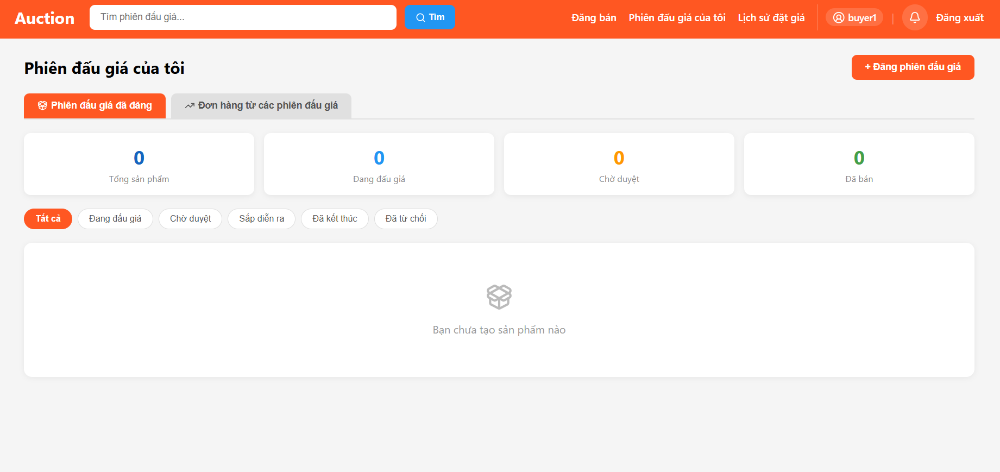 Auction
Tìm phiên đấu giá...
Tìm
Đăng bán
Phiên đấu giá của tôi
Lịch sử đặt giá
buyer1
|
Đăng xuất
Phiên đấu giá của tôi
+ Đăng phiên đấu giá
Phiên đấu giá đã đăng
Đơn hàng từ các phiên đấu giá
0
Tổng sản phẩm
0
Đang đấu giá
0
Chờ duyệt
0
Đã bán
Tất cả
Đang đấu giá
Chờ duyệt
Sắp diễn ra
Đã kết thúc
Đã từ chối
Bạn chưa tạo sản phẩm nào